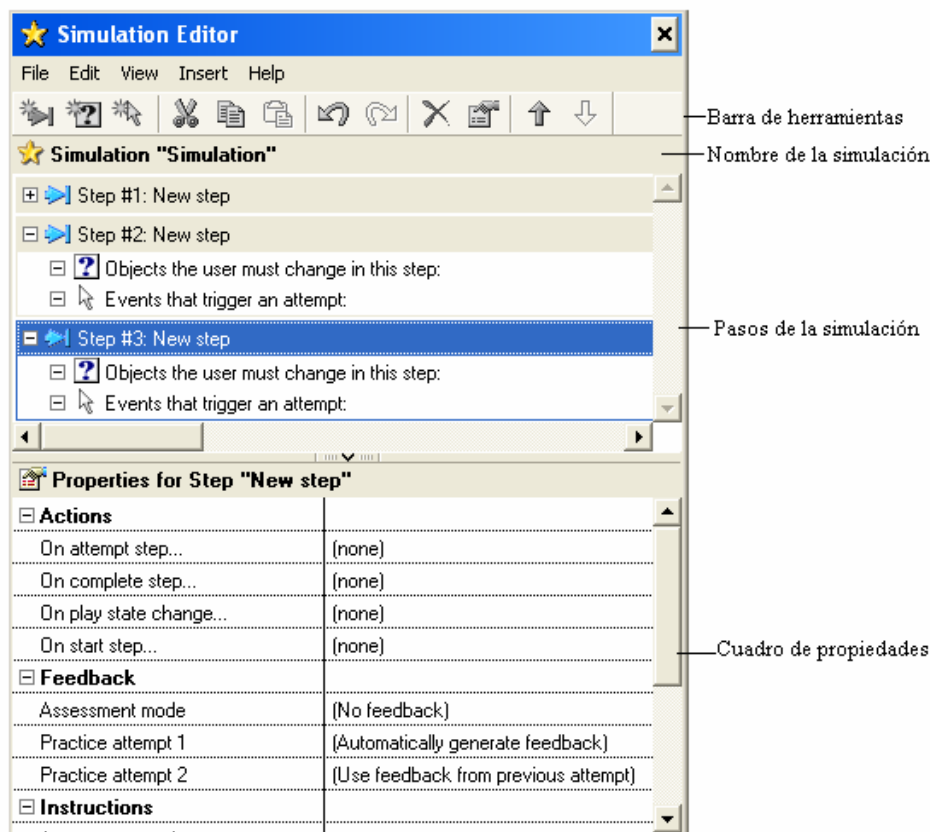 Simulation Editor
File Edit View Insert Help
Barra de herramientas
Simulation "Simulation"
Nombre de la simulación
Step #1: New step
Step #2: New step
Objects the user must change in this step:
Events that trigger an attempt:
Step #3: New step
Pasos de la simulación
Objects the user must change in this step:
Events that trigger an attempt:
Properties for Step "New step"
Actions
On attempt step... (none)
On complete step... (none)
On play state change... (none)
On start step... (none)
Cuadro de propiedades
Feedback
Assessment mode (No feedback)
Practice attempt 1 (Automatically generate feedback)
Practice attempt 2 (Use feedback from previous attempt)
Instructions